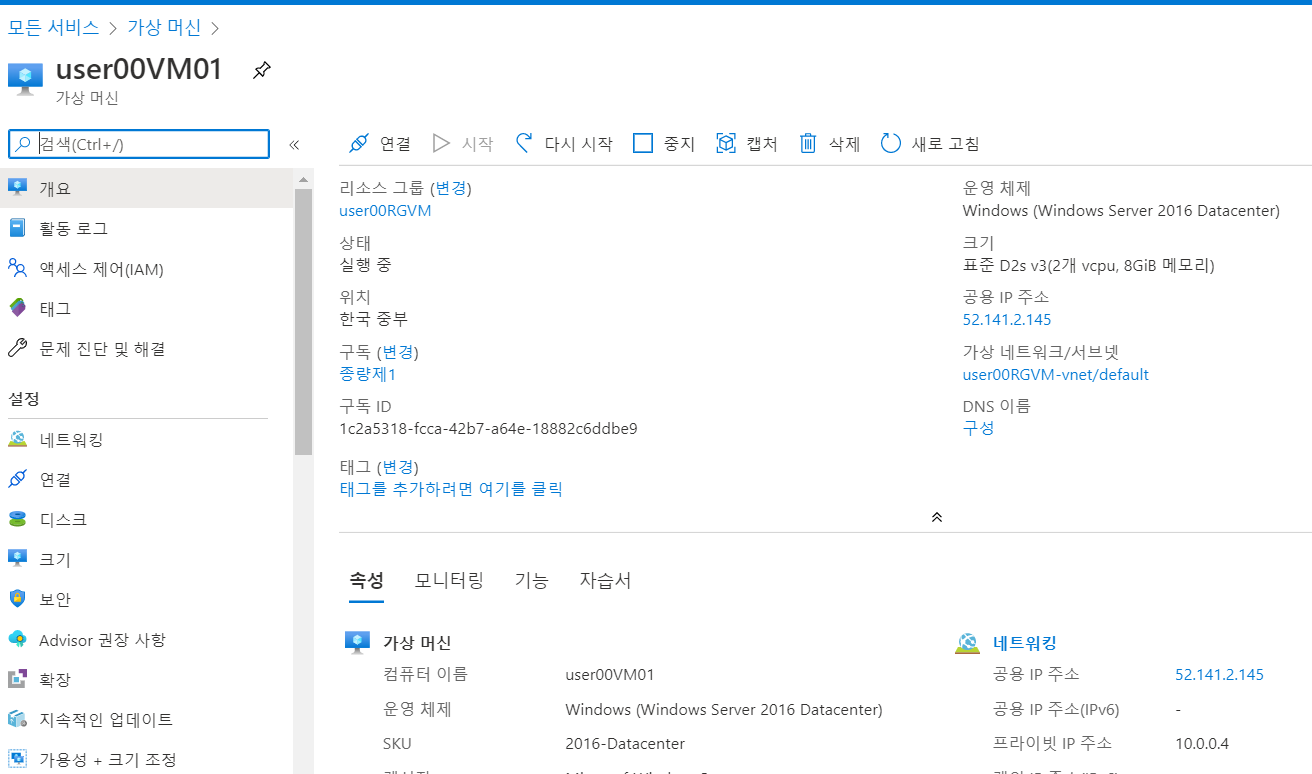 모든 서비스 > 가상 머신 >
user00VM01
가상 머신
검색(Ctrl+/)
«
연결 시작 다시 시작 중지 캡처 삭제 새로 고침
개요
활동 로그
액세스 제어(IAM)
태그
문제 진단 및 해결
설정
네트워킹
연결
디스크
크기
보안
Advisor 권장 사항
확장
지속적인 업데이트
가용성 + 크기 조정
리소스 그룹 (변경)
user00RGVM
상태
실행 중
위치
한국 중부
구독 (변경)
종량제1
구독 ID
1c2a5318-fcca-42b7-a64e-18882c6ddbe9
태그 (변경)
태그를 추가하려면 여기를 클릭
운영 체제
Windows (Windows Server 2016 Datacenter)
크기
표준 D2s v3(2개 vcpu, 8GiB 메모리)
공용 IP 주소
52.141.2.145
가상 네트워크/서브넷
user00RGVM-vnet/default
DNS 이름
구성
속성 모니터링 기능 자습서
가상 머신
컴퓨터 이름 user00VM01
운영 체제 Windows (Windows Server 2016 Datacenter)
SKU 2016-Datacenter
네트워킹
공용 IP 주소 52.141.2.145
공용 IP 주소(IPv6) -
프라이빗 IP 주소 10.0.0.4